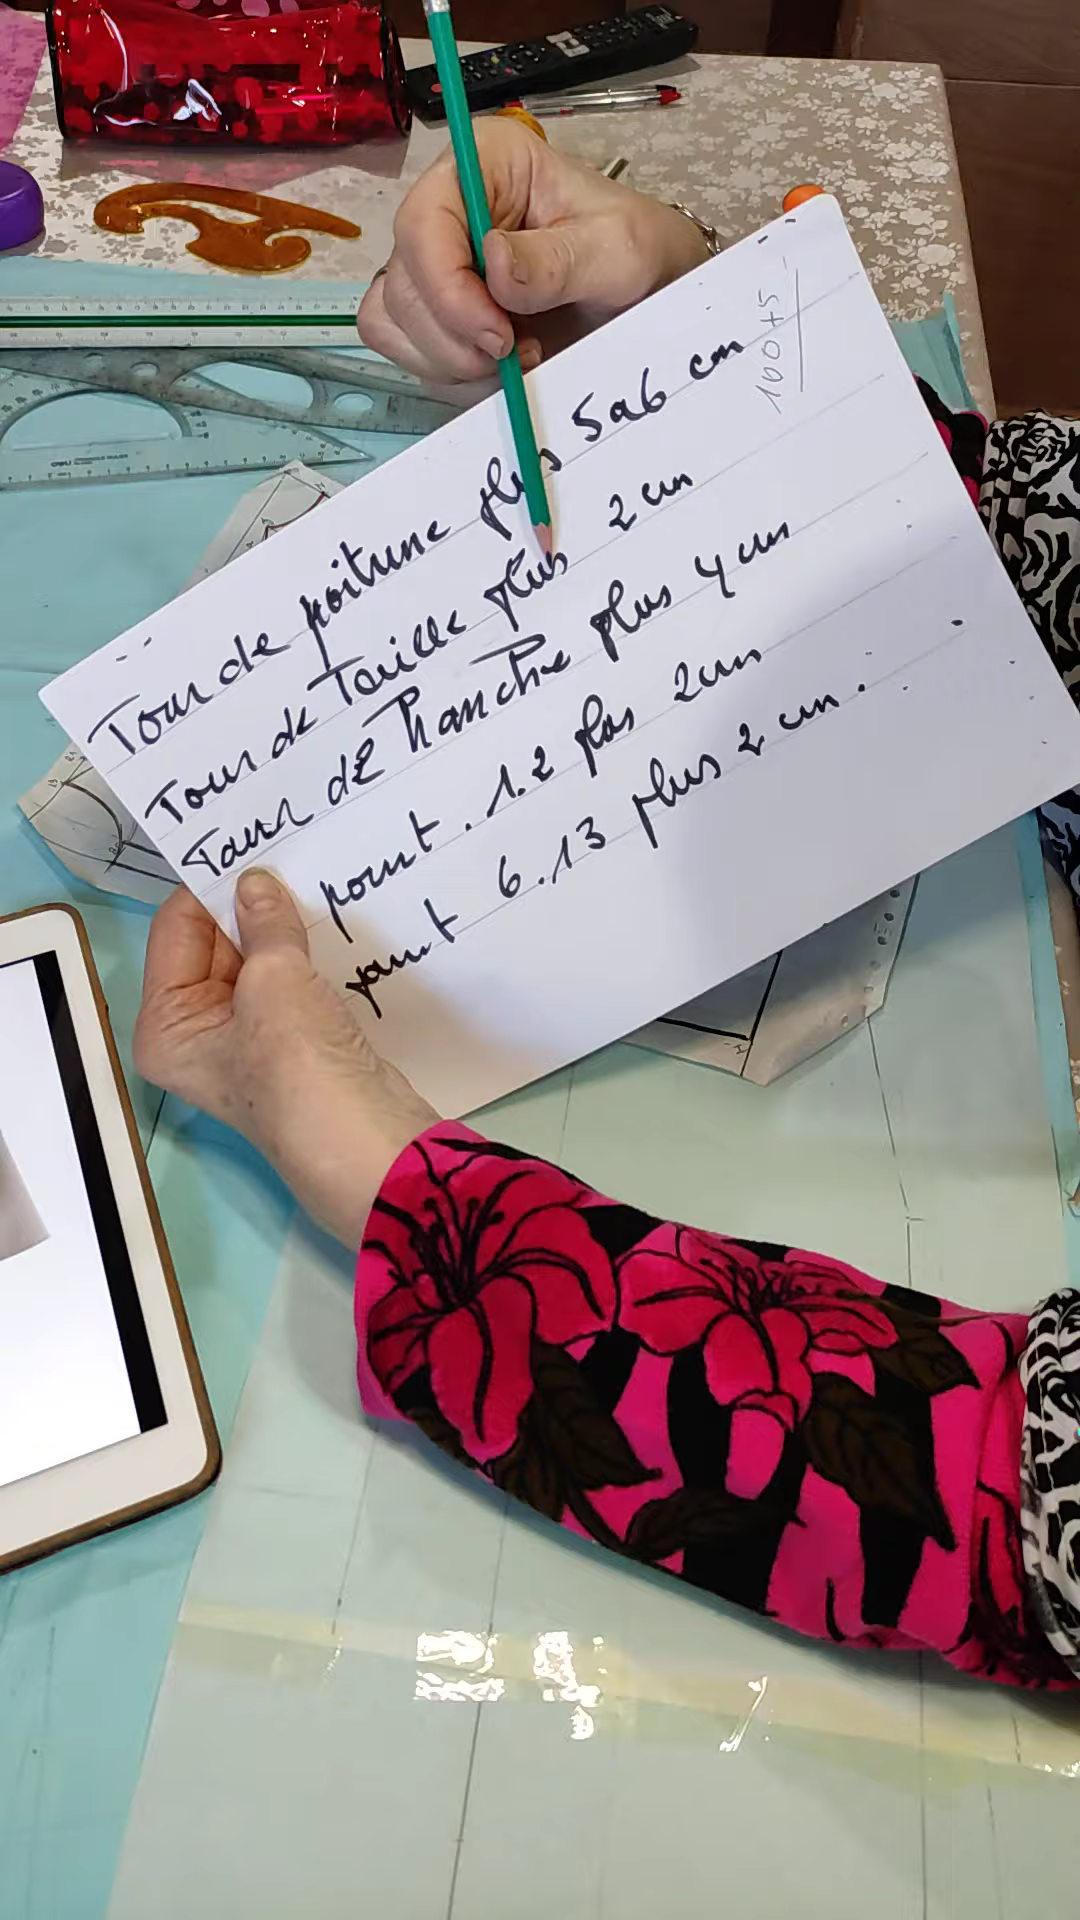 Tour de poitrine plus 5 a 6 cm
100+5
Tour de Taille plus 2 cm
Tour de Hanche plus 4 cm
point . 1.2 plus 2 cm
point 6.13 plus 2 cm.